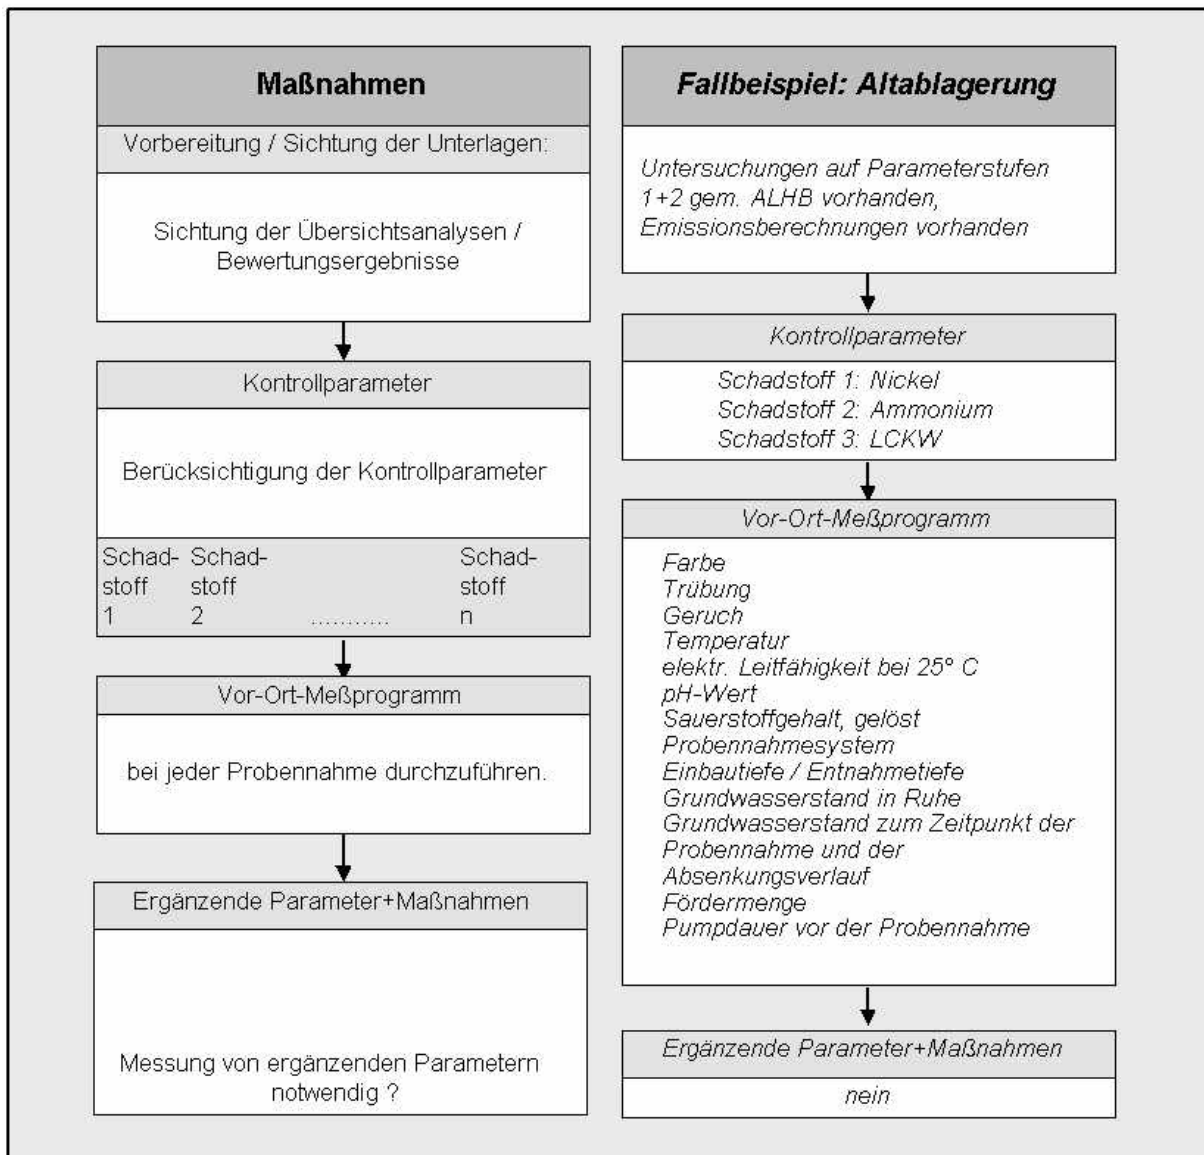 Maßnahmen
Vorbereitung / Sichtung der Unterlagen:
Sichtung der Übersichtsanalysen /
Bewertungsergebnisse
Kontrollparameter
Berücksichtigung der Kontrollparameter
Schad- Schad- Schad-
stoff stoff stoff
1 2 ........... n
Vor-Ort-Meßprogramm
bei jeder Probennahme durchzuführen.
Ergänzende Parameter+Maßnahmen
Messung von ergänzenden Parametern
notwendig ?
Fallbeispiel: Altablagerung
Untersuchungen auf Parameterstufen
1+2 gem. ALHB vorhanden,
Emissionsberechnungen vorhanden
Kontrollparameter
Schadstoff 1: Nickel
Schadstoff 2: Ammonium
Schadstoff 3: LCKW
Vor-Ort-Meßprogramm
Farbe
Trübung
Geruch
Temperatur
elektr. Leitfähigkeit bei 25° C
pH-Wert
Sauerstoffgehalt, gelöst
Probennahmesystem
Einbautiefe / Entnahmetiefe
Grundwasserstand in Ruhe
Grundwasserstand zum Zeitpunkt der
Probennahme und der
Absenkungsverlauf
Fördermenge
Pumpdauer vor der Probennahme
Ergänzende Parameter+Maßnahmen
nein